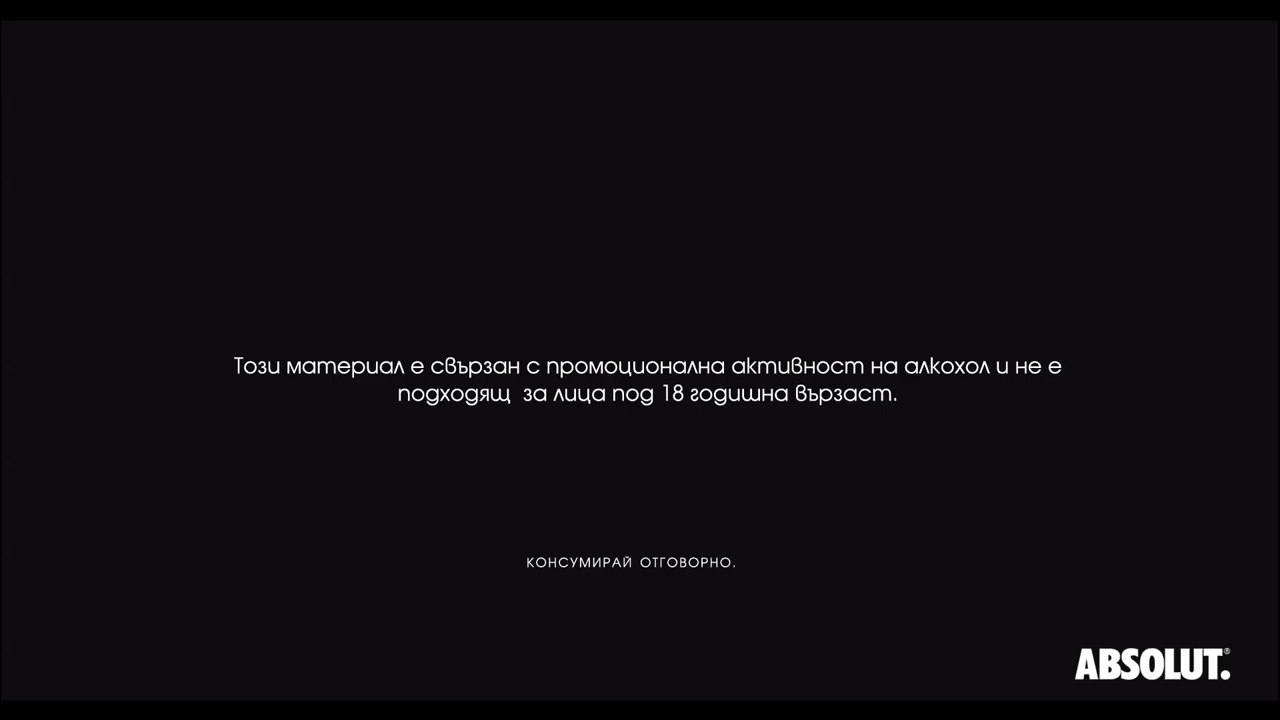 Този материал е свързан с промоционална активност на алкохол и не е
подходящ за лица под 18 годишна вързаст.
КОНСУМИРАЙ ОТГОВОРНО.
ABSOLUT.®